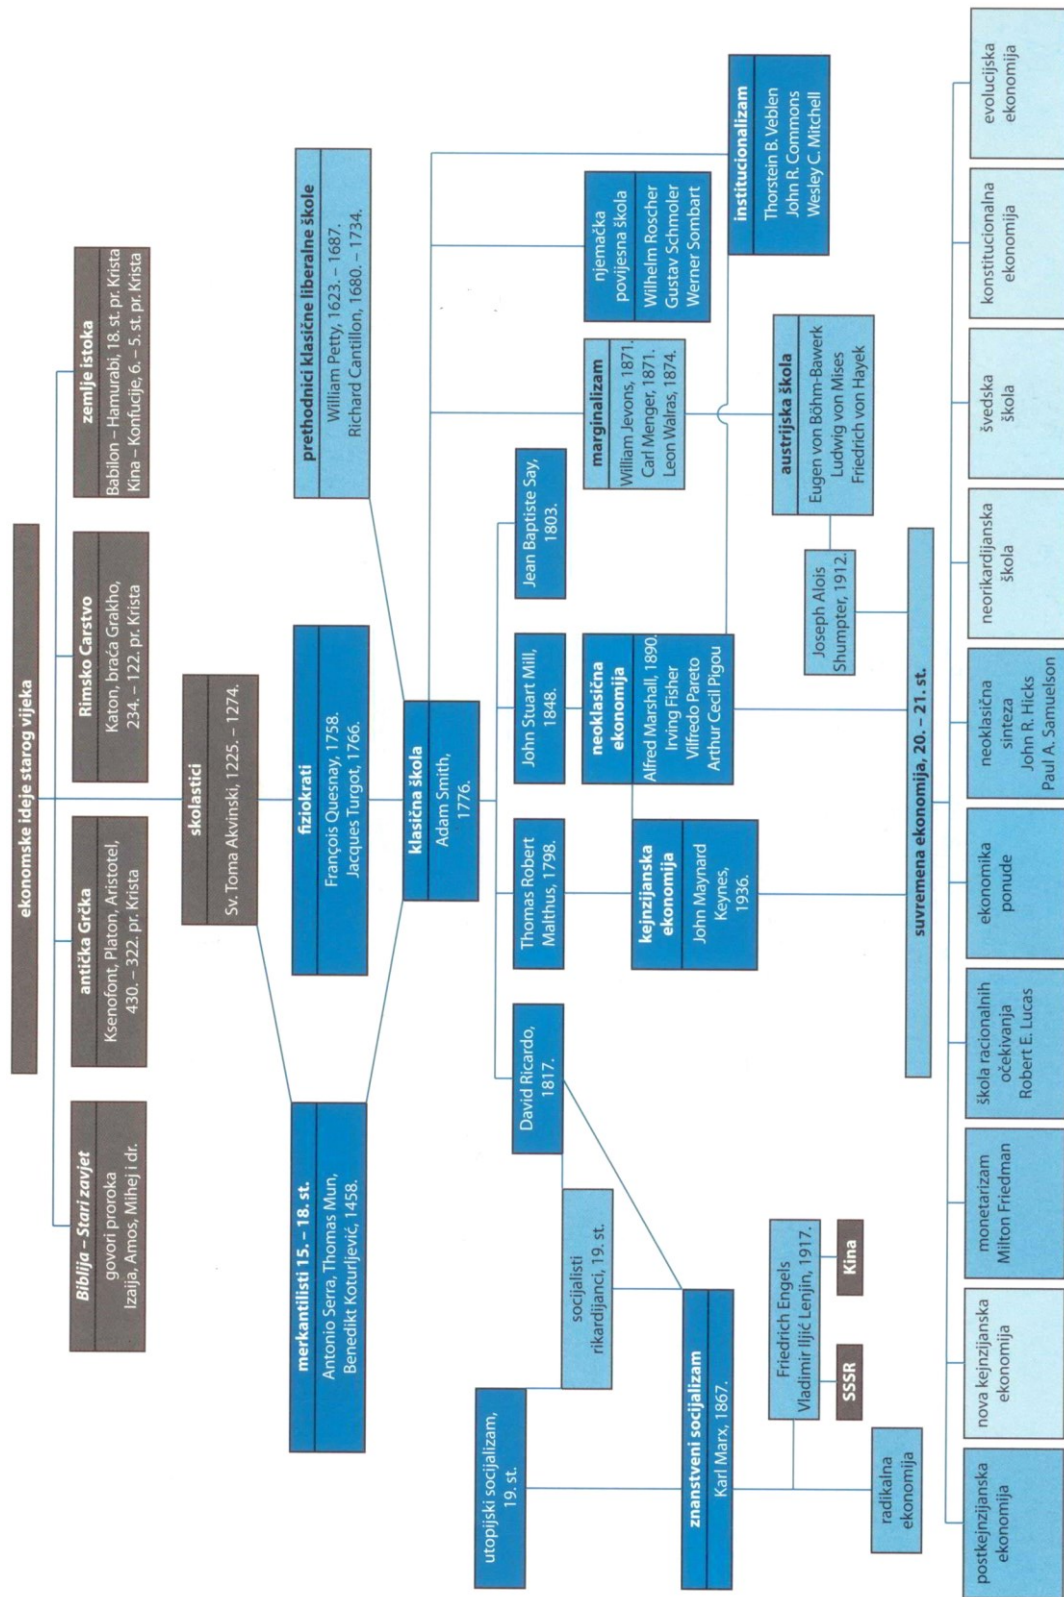 ekonomske ideje starog vijeka
Biblija – Stari zavjet
govori proroka
Izaija, Amos, Mihej i dr.
antička Grčka
Ksenofont, Platon, Aristotel,
430. – 322. pr. Krista
Rimsko Carstvo
Katon, braća Grakho,
234. – 122. pr. Krista
zemlje istoka
Babilon – Hamurabi, 18. st. pr. Krista
Kina – Konfucije, 6. – 5. st. pr. Krista
skolastici
Sv. Toma Akvinski, 1225. – 1274.
merkantilisti 15. – 18. st.
Antonio Serra, Thomas Mun,
Benedikt Koturljević, 1458.
fiziokrati
François Quesnay, 1758.
Jacques Turgot, 1766.
prethodnici klasične liberalne škole
William Petty, 1623. – 1687.
Richard Cantillon, 1680. – 1734.
klasična škola
Adam Smith,
1776.
utopijski socijalizam,
19. st.
David Ricardo,
1817.
Thomas Robert
Malthus, 1798.
John Stuart Mill,
1848.
Jean Baptiste Say,
1803.
socijalisti
rikardijanci, 19. st.
kejnzijanska
ekonomija
John Maynard
Keynes,
1936.
neoklasična
ekonomija
Alfred Marshall, 1890.
Irving Fisher
Vilfredo Pareto
Arthur Cecil Pigou
marginalizam
William Jevons, 1871.
Carl Menger, 1871.
Leon Walras, 1874.
njemačka
povijesna škola
Wilhelm Roscher
Gustav Schmoler
Werner Sombart
institucionalizam
Thorstein B. Veblen
John R. Commons
Wesley C. Mitchell
znanstveni socijalizam
Karl Marx, 1867.
Friedrich Engels
Vladimir Iljić Lenjin, 1917.
SSSR
Kina
radikalna
ekonomija
austrijska škola
Eugen von Böhm-Bawerk
Ludwig von Mises
Friedrich von Hayek
Joseph Alois
Shumpter, 1912.
suvremena ekonomija, 20. – 21. st.
postkejnzijanska
ekonomija
nova kejnzijanska
ekonomija
monetarizam
Milton Friedman
škola racionalnih
očekivanja
Robert E. Lucas
ekonomika
ponude
neoklasična
sinteza
John R. Hicks
Paul A. Samuelson
neorikardijanska
škola
švedska
škola
konstitucionalna
ekonomija
evolucijska
ekonomija